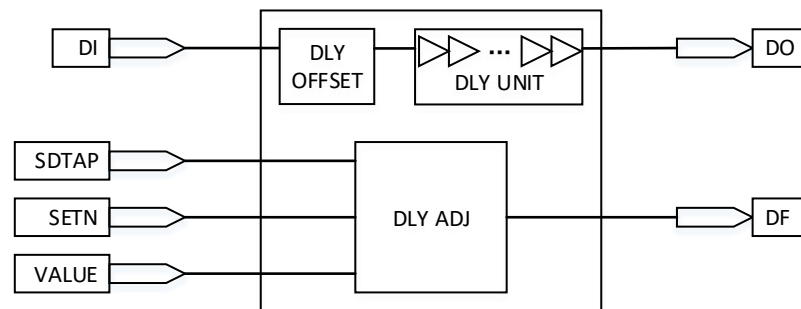 DI
DLY
OFFSET
...
DLY UNIT
DO
SDTAP
SETN
VALUE
DLY ADJ
DF